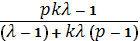 pkλ − 1
(λ − 1) + kλ (p − 1)